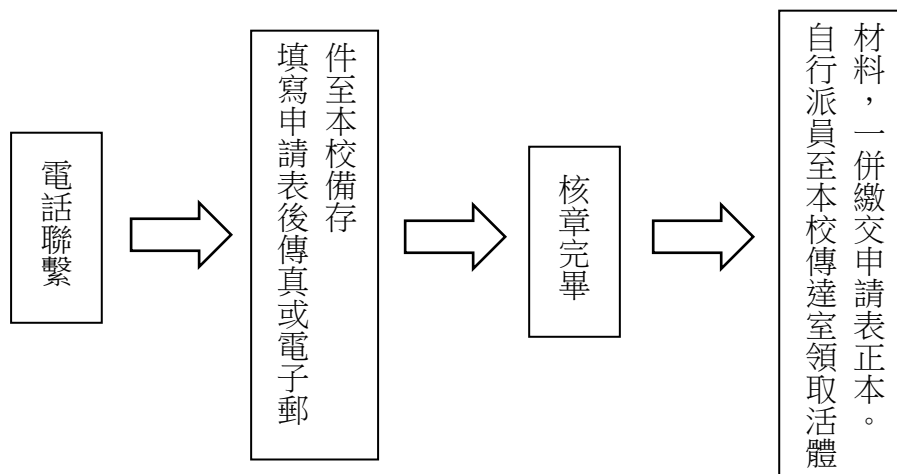 電話聯繫
填寫申請表後傳真或電子郵
件至本校備存
核章完畢
自行派員至本校傳達室領取活體
材料，一併繳交申請表正本。